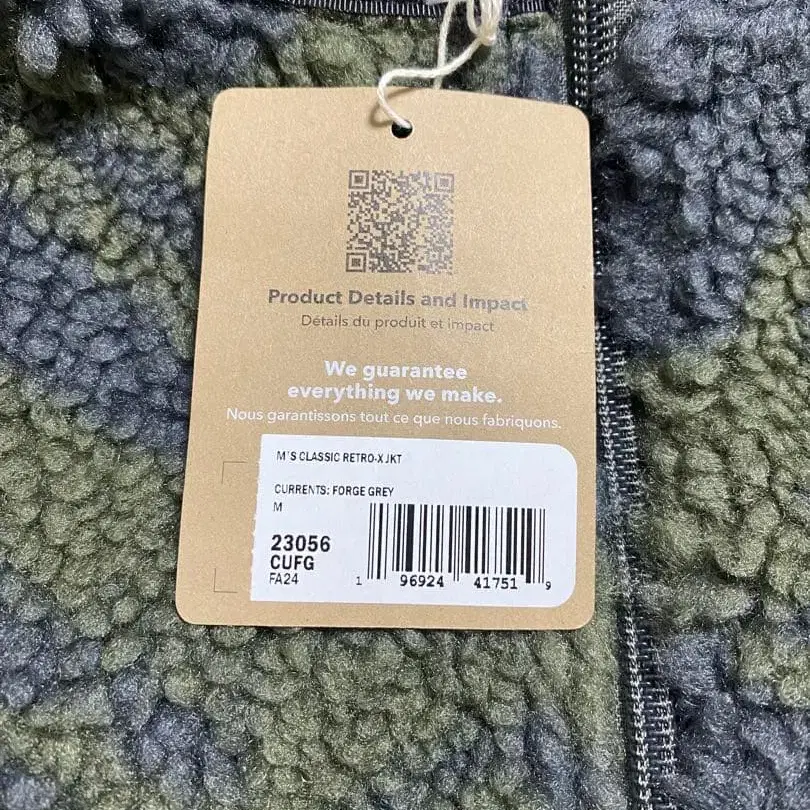 Product Details and Impact
Détails du produit et impact
We guarantee
everything we make.
Nous garantissons tout ce que nous fabriquons.
M'S CLASSIC RETRO-X JKT
CURRENTS: FORGE GREY
M
23056
CUFG
FA24
1 96924 41751 9